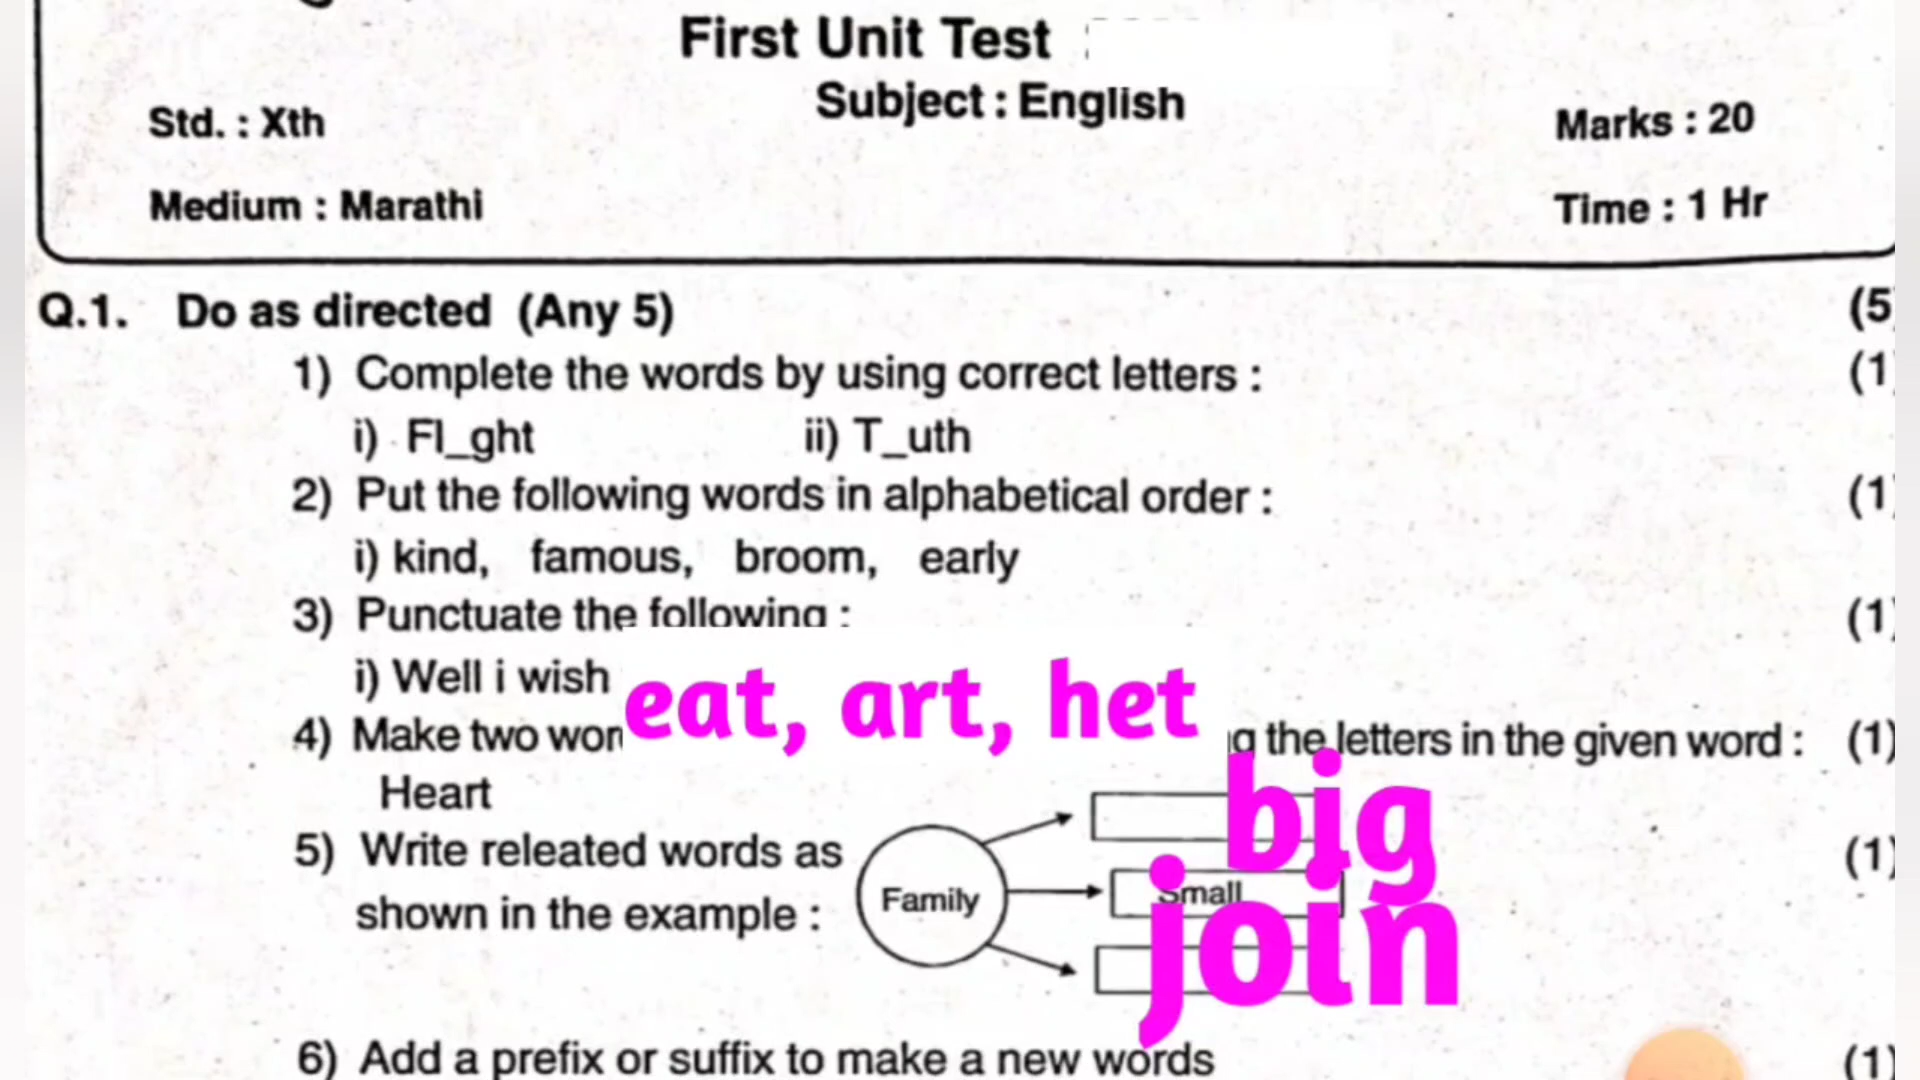 First Unit Test
Subject : English
Std. : Xth
Marks : 20
Medium : Marathi
Time : 1 Hr
Q.1. Do as directed (Any 5) (5
1) Complete the words by using correct letters : (1
i) Fl_ght ii) T_uth
2) Put the following words in alphabetical order : (1
i) kind, famous, broom, early
3) Punctuate the following : (1)
i) Well i wish
eat, art, het
4) Make two the letters in the given word : (1)
Heart
big
5) Write releated words as (1)
shown in the example :
Family
Small
join
6) Add a prefix or suffix to make a new words (1)